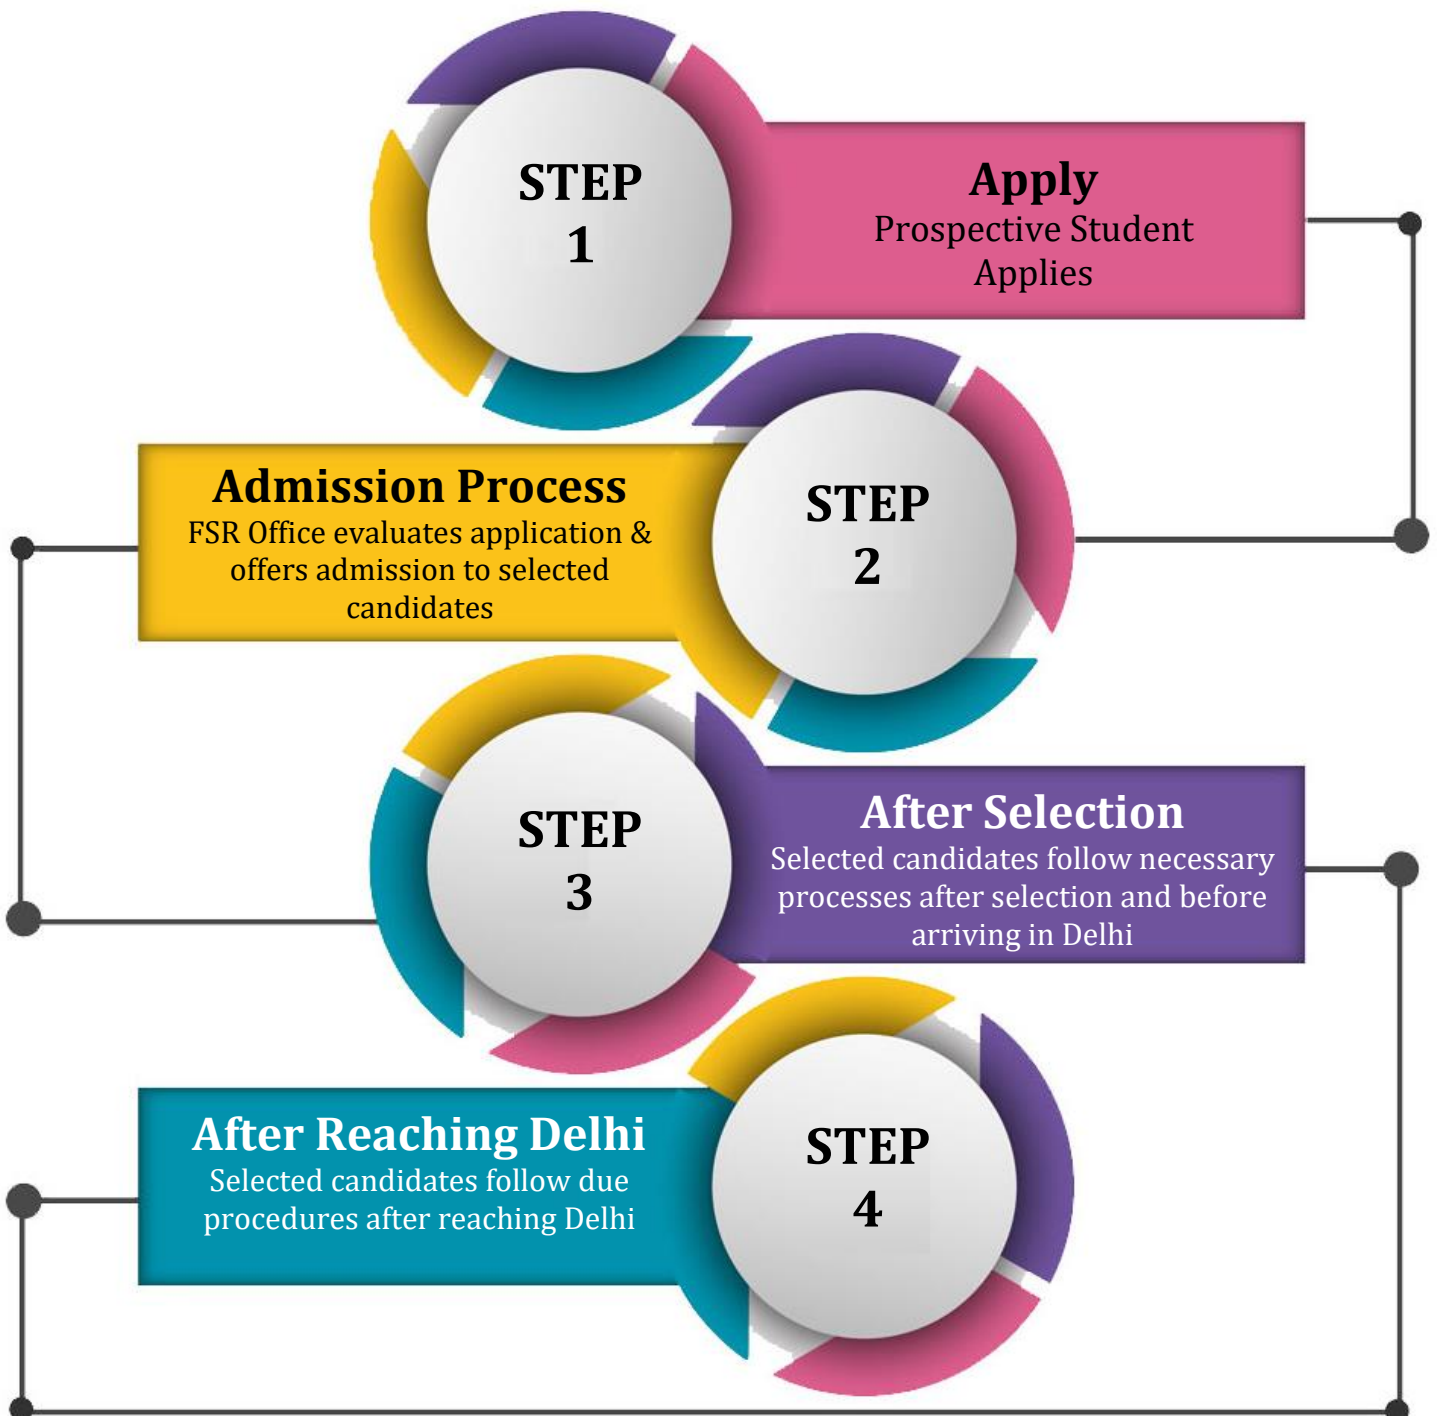 STEP
1
Apply
Prospective Student
Applies
Admission Process
FSR Office evaluates application &
offers admission to selected
candidates
STEP
2
STEP
3
After Selection
Selected candidates follow necessary
processes after selection and before
arriving in Delhi
After Reaching Delhi
Selected candidates follow due
procedures after reaching Delhi
STEP
4